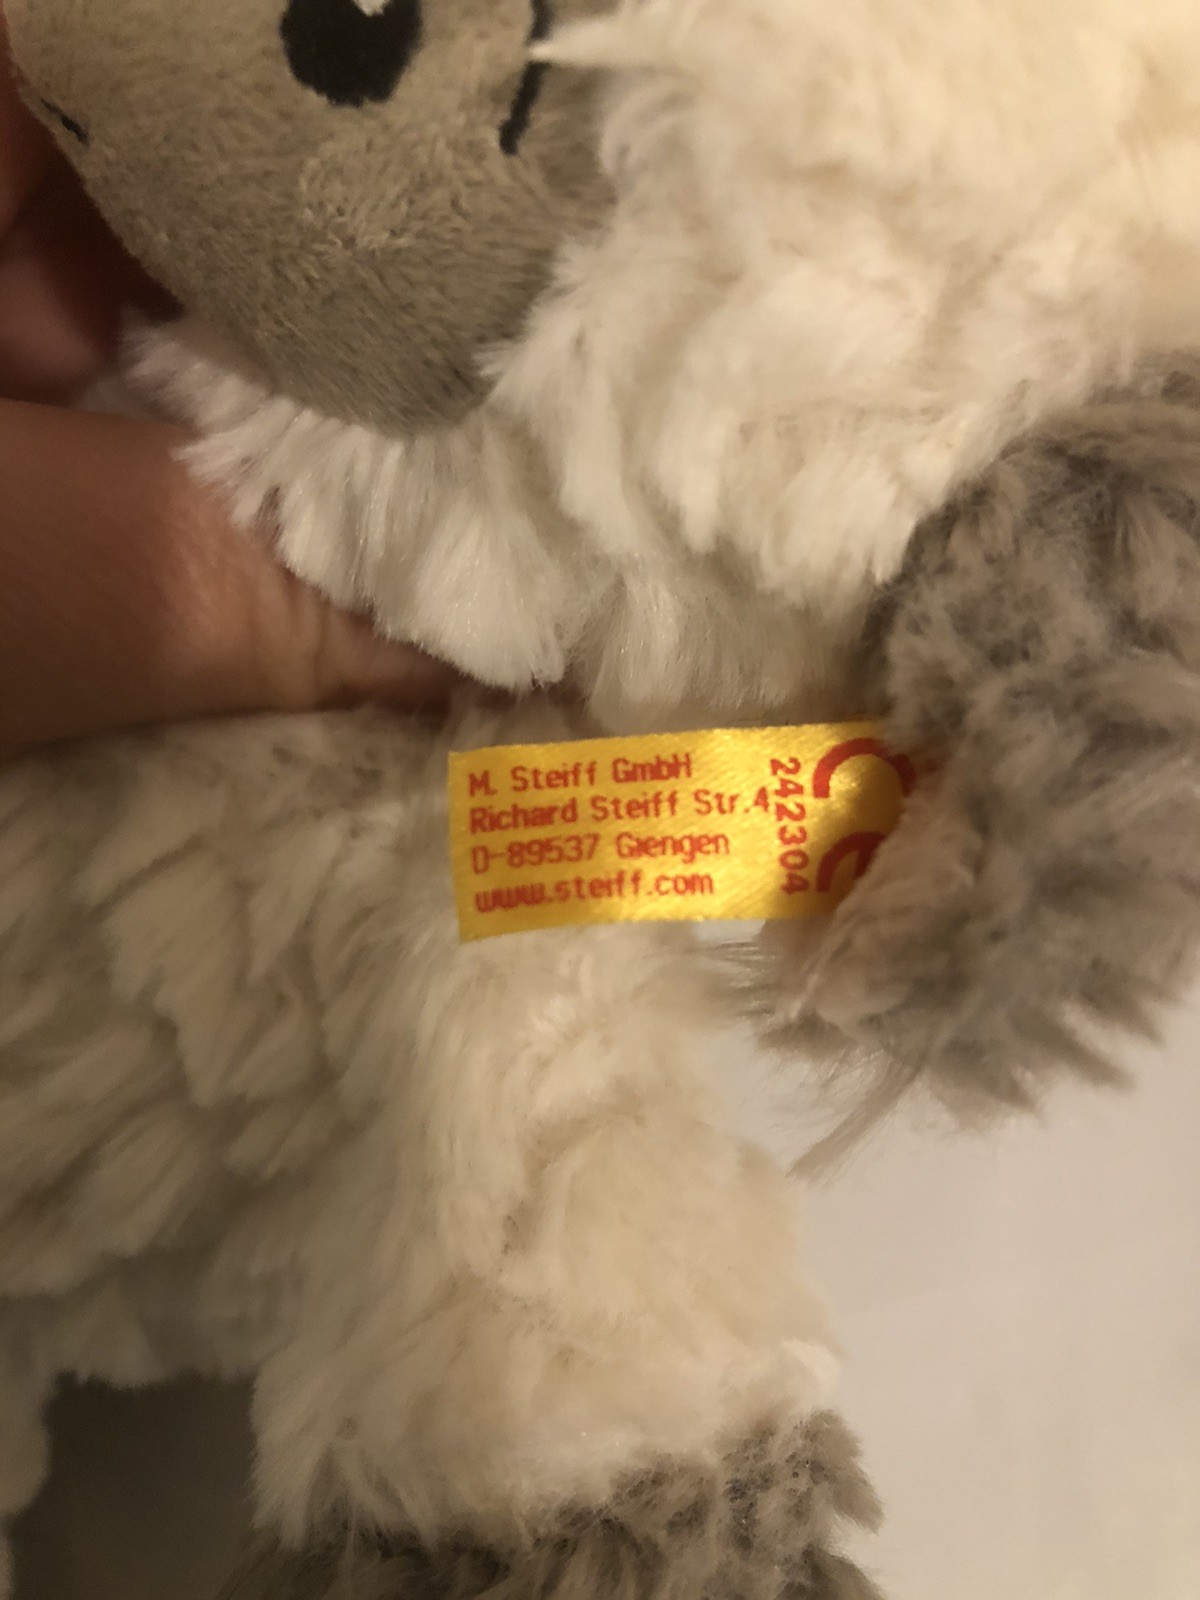 M. Steiff GmbH
Richard Steiff Str.4
D-89537 Giengen
www.steiff.com
242304
CE